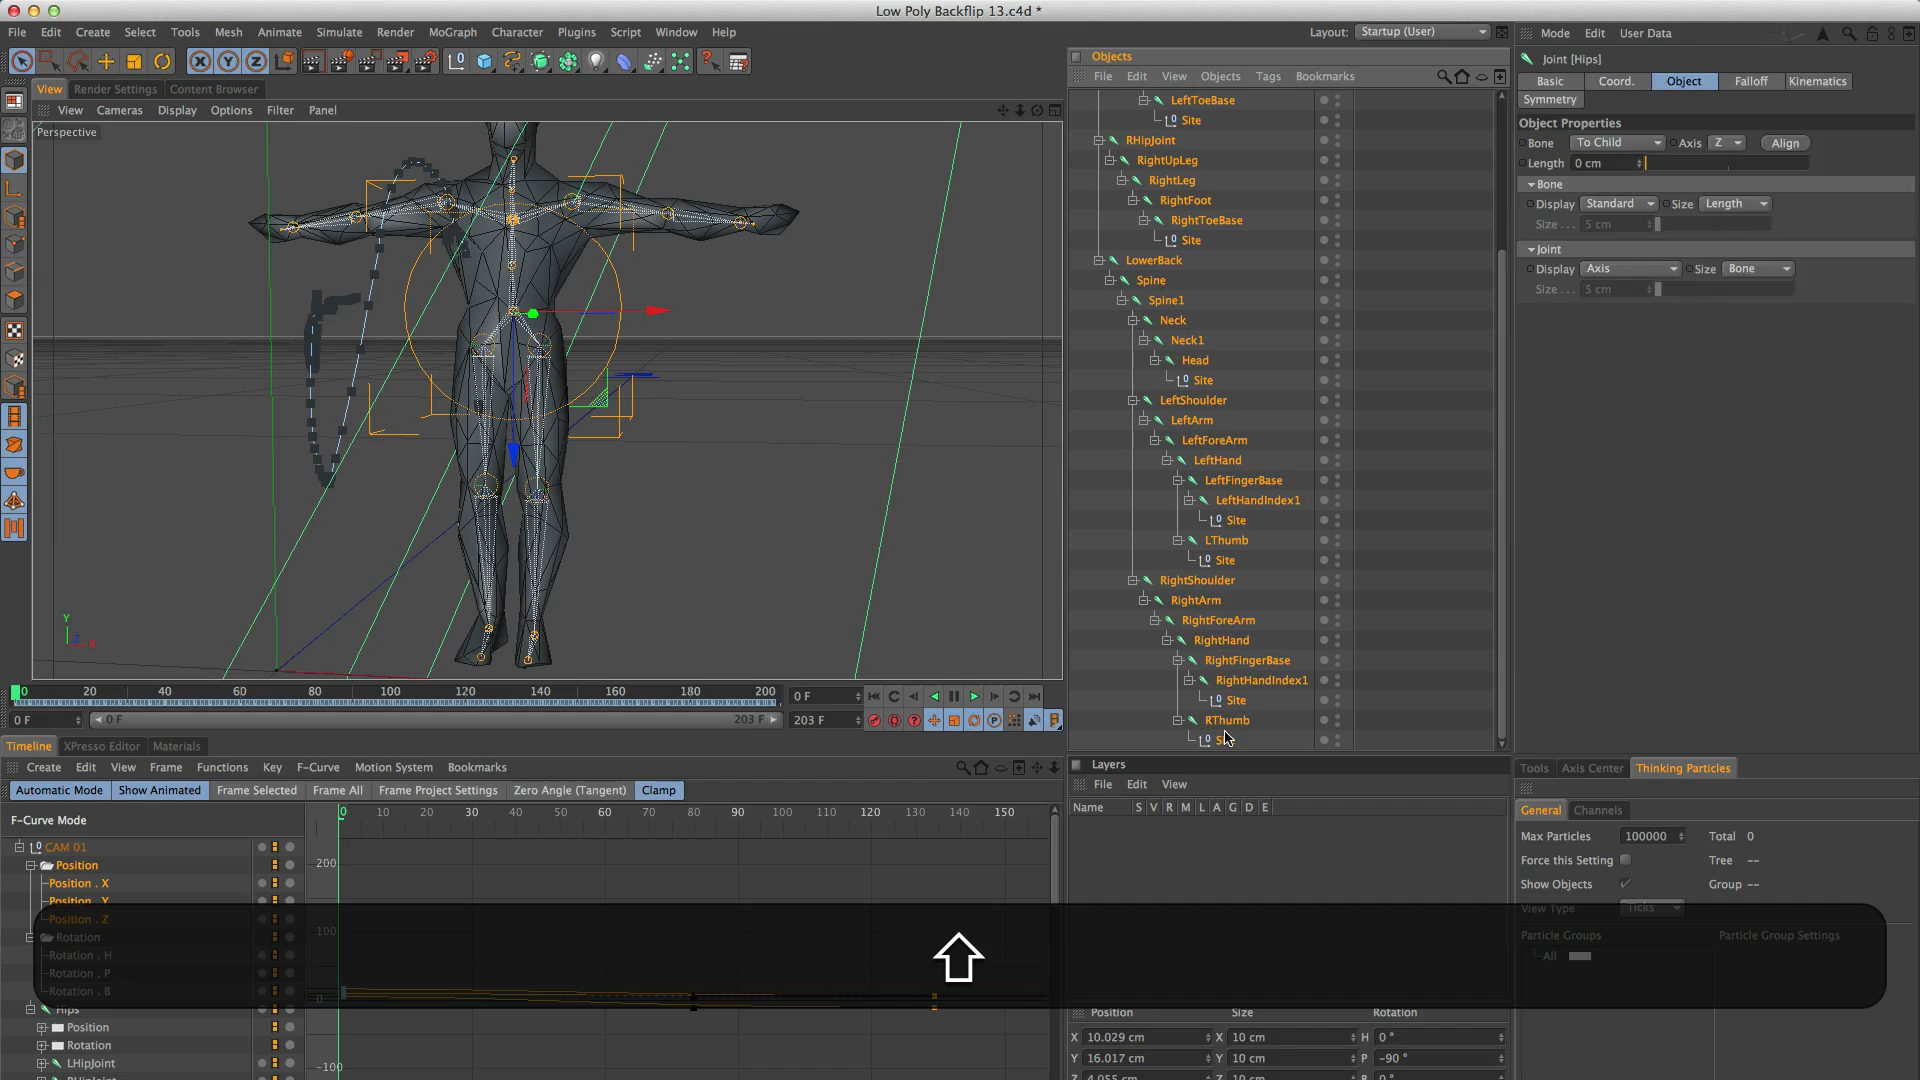 Low Poly Backflip 13.c4d *
File Edit Create Select Tools Mesh Animate Simulate Render MoGraph Character Plugins Script Window Help
Layout: Startup (User)
View Render Settings Content Browser
View Cameras Display Options Filter Panel
Perspective
Y
Z X
0 20 40 60 80 100 120 140 160 180 200
0 F
0 F 0 F 203 F 203 F
Objects
File Edit View Objects Tags Bookmarks
LeftToeBase
Site
RHipJoint
RightUpLeg
RightLeg
RightFoot
RightToeBase
Site
LowerBack
Spine
Spine1
Neck
Neck1
Head
Site
LeftShoulder
LeftArm
LeftForeArm
LeftHand
LeftFingerBase
LeftHandIndex1
Site
LThumb
Site
RightShoulder
RightArm
RightForeArm
RightHand
RightFingerBase
RightHandIndex1
Site
RThumb
Mode Edit User Data
Joint [Hips]
Basic Coord. Object Falloff Kinematics
Symmetry
Object Properties
Bone To Child Axis Z Align
Length 0 cm
Bone
Display Standard Size Length
Size . . . 5 cm
Joint
Display Axis Size Bone
Size . . . 5 cm
Timeline XPresso Editor Materials
Create Edit View Frame Functions Key F-Curve Motion System Bookmarks
Automatic Mode Show Animated Frame Selected Frame All Frame Project Settings Zero Angle (Tangent) Clamp
F-Curve Mode
0 10 20 30 40 50 60 70 80 90 100 110 120 130 140 150
200
100
0
-100
CAM 01
Position
Position . X
Position . Y
Position . Z
Rotation
Rotation . H
Rotation . P
Rotation . B
Hips
Position
Rotation
LHipJoint
Layers
File Edit View
Name S V R M L A G D E
Position Size Rotation
X 10.029 cm X 10 cm H 0 °
Y 16.017 cm Y 10 cm P -90 °
Z 4.055 cm Z 10 cm B 0 °
Tools Axis Center Thinking Particles
General Channels
Max Particles 100000 Total 0
Force this Setting Tree --
Show Objects Group --
View Type Ticks
Particle Groups Particle Group Settings
All